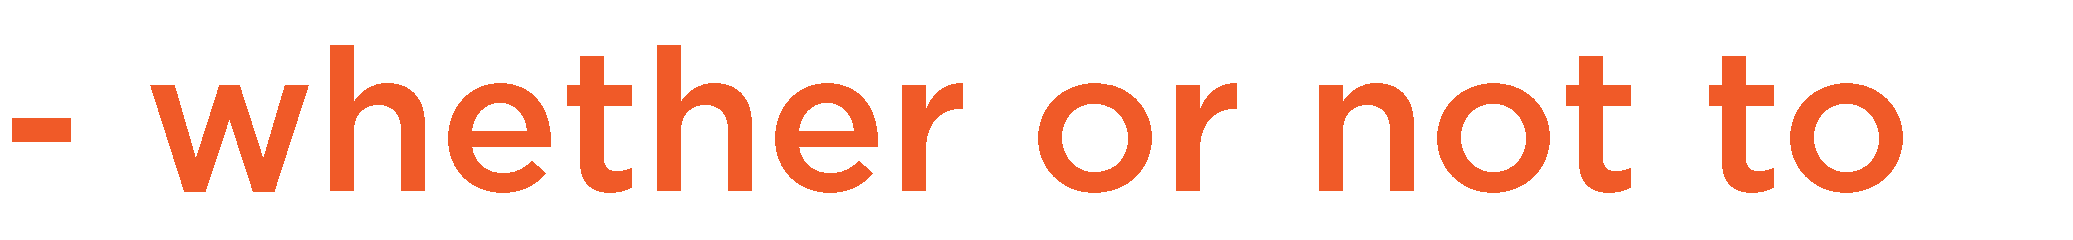 - whether or not to